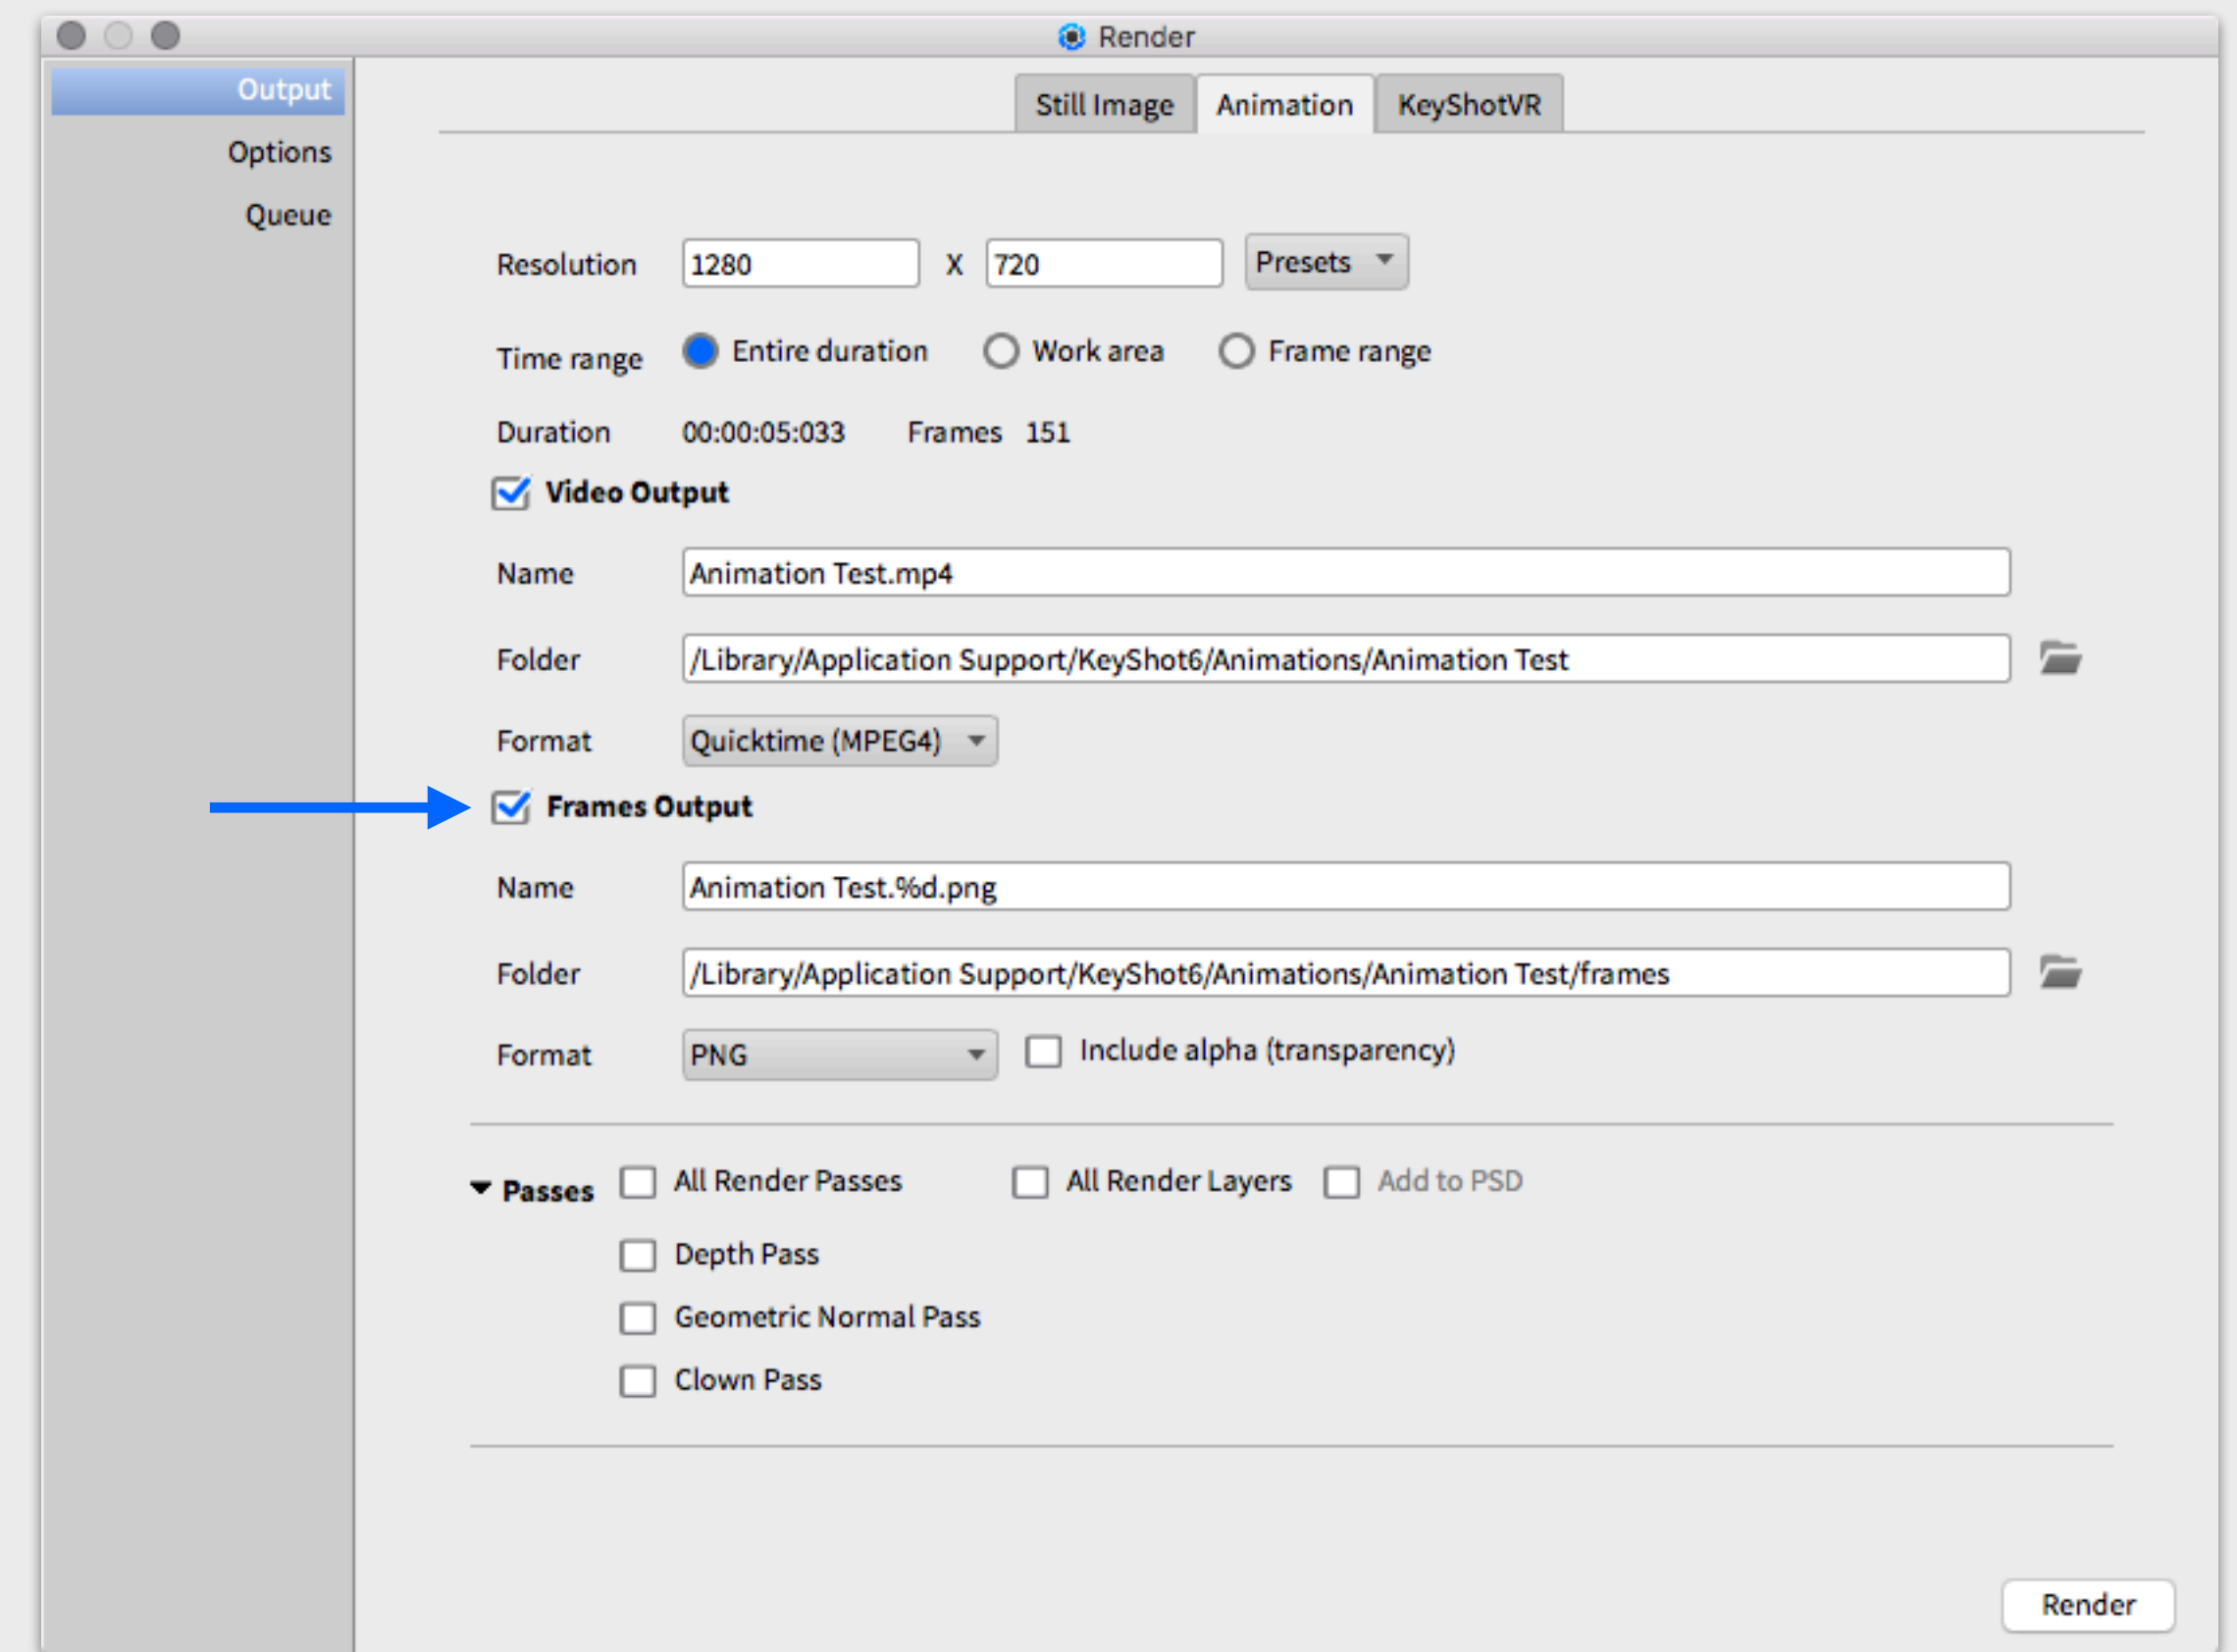 Render
Output
Options
Queue
Still Image Animation KeyShotVR
Resolution 1280 X 720 Presets
Time range Entire duration Work area Frame range
Duration 00:00:05:033 Frames 151
Video Output
Name Animation Test.mp4
Folder /Library/Application Support/KeyShot6/Animations/Animation Test
Format Quicktime (MPEG4)
Frames Output
Name Animation Test.%d.png
Folder /Library/Application Support/KeyShot6/Animations/Animation Test/frames
Format PNG Include alpha (transparency)
Passes All Render Passes All Render Layers Add to PSD
Depth Pass
Geometric Normal Pass
Clown Pass
Render